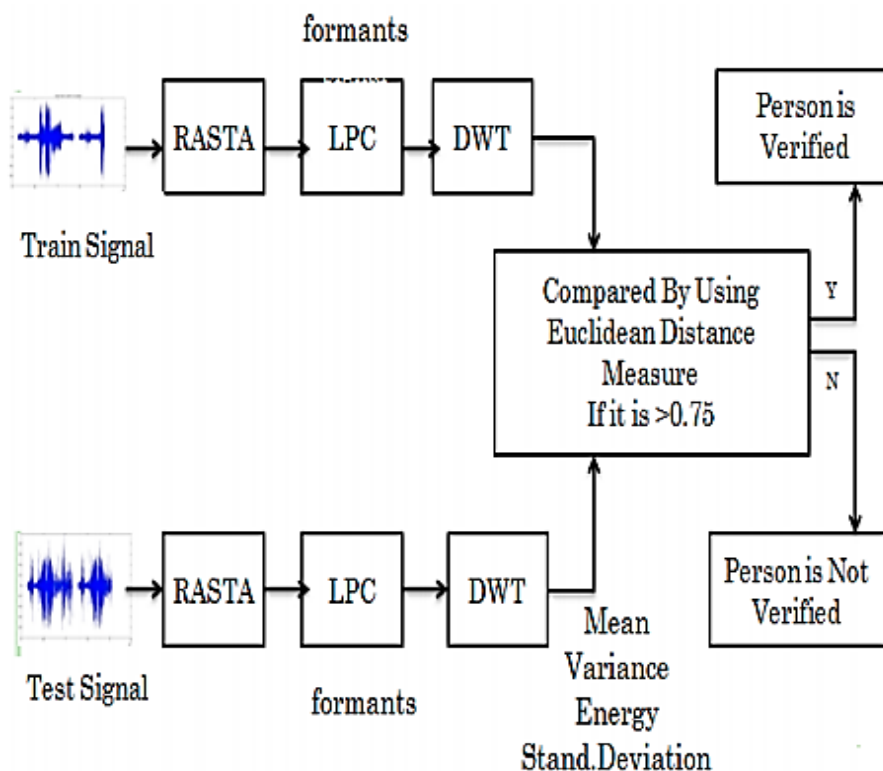 formants
Train Signal
RASTA
LPC
DWT
Person is
Verified
Compared By Using
Euclidean Distance
Measure
If it is >0.75
Y
N
Test Signal
RASTA
LPC
DWT
formants
Mean
Variance
Energy
Stand.Deviation
Person is Not
Verified